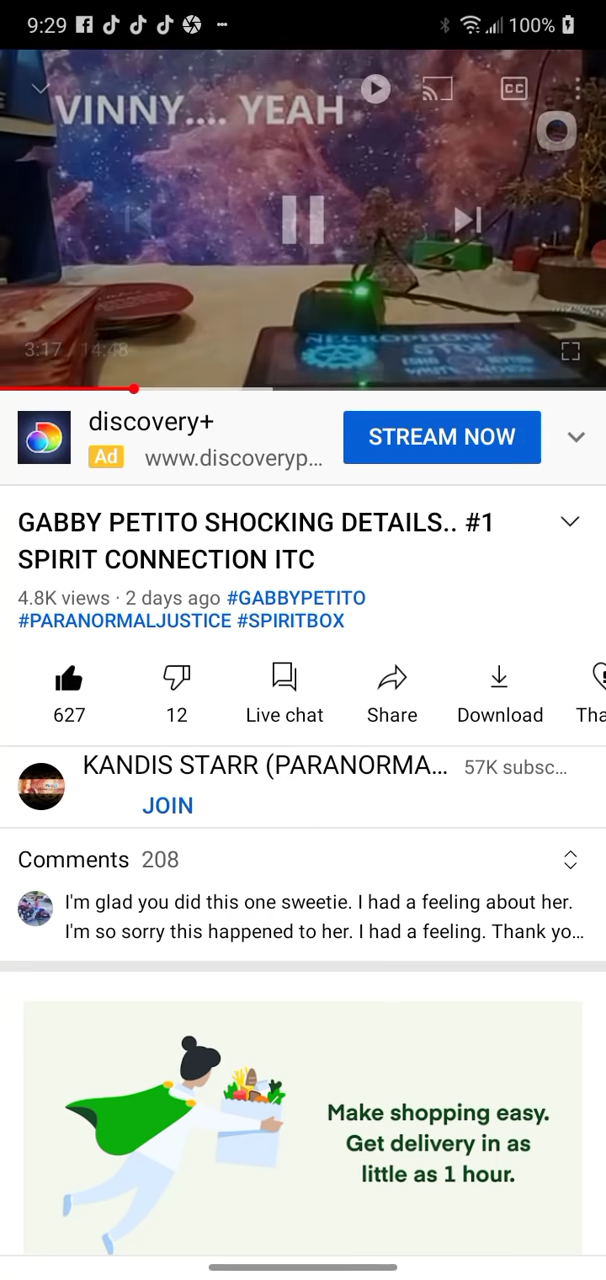 9:29
100%
VINNY.... YEAH
CC
NECROPHONIC
3:17 / 14:48
discovery+
STREAM NOW
Ad www.discoveryp...
GABBY PETITO SHOCKING DETAILS.. #1
SPIRIT CONNECTION ITC
4.8K views · 2 days ago #GABBYPETITO
#PARANORMALJUSTICE #SPIRITBOX
627 12 Live chat Share Download Tha
KANDIS STARR (PARANORMA... 57K subsc...
JOIN
Comments 208
I'm glad you did this one sweetie. I had a feeling about her.
I'm so sorry this happened to her. I had a feeling. Thank yo...
Make shopping easy.
Get delivery in as
little as 1 hour.